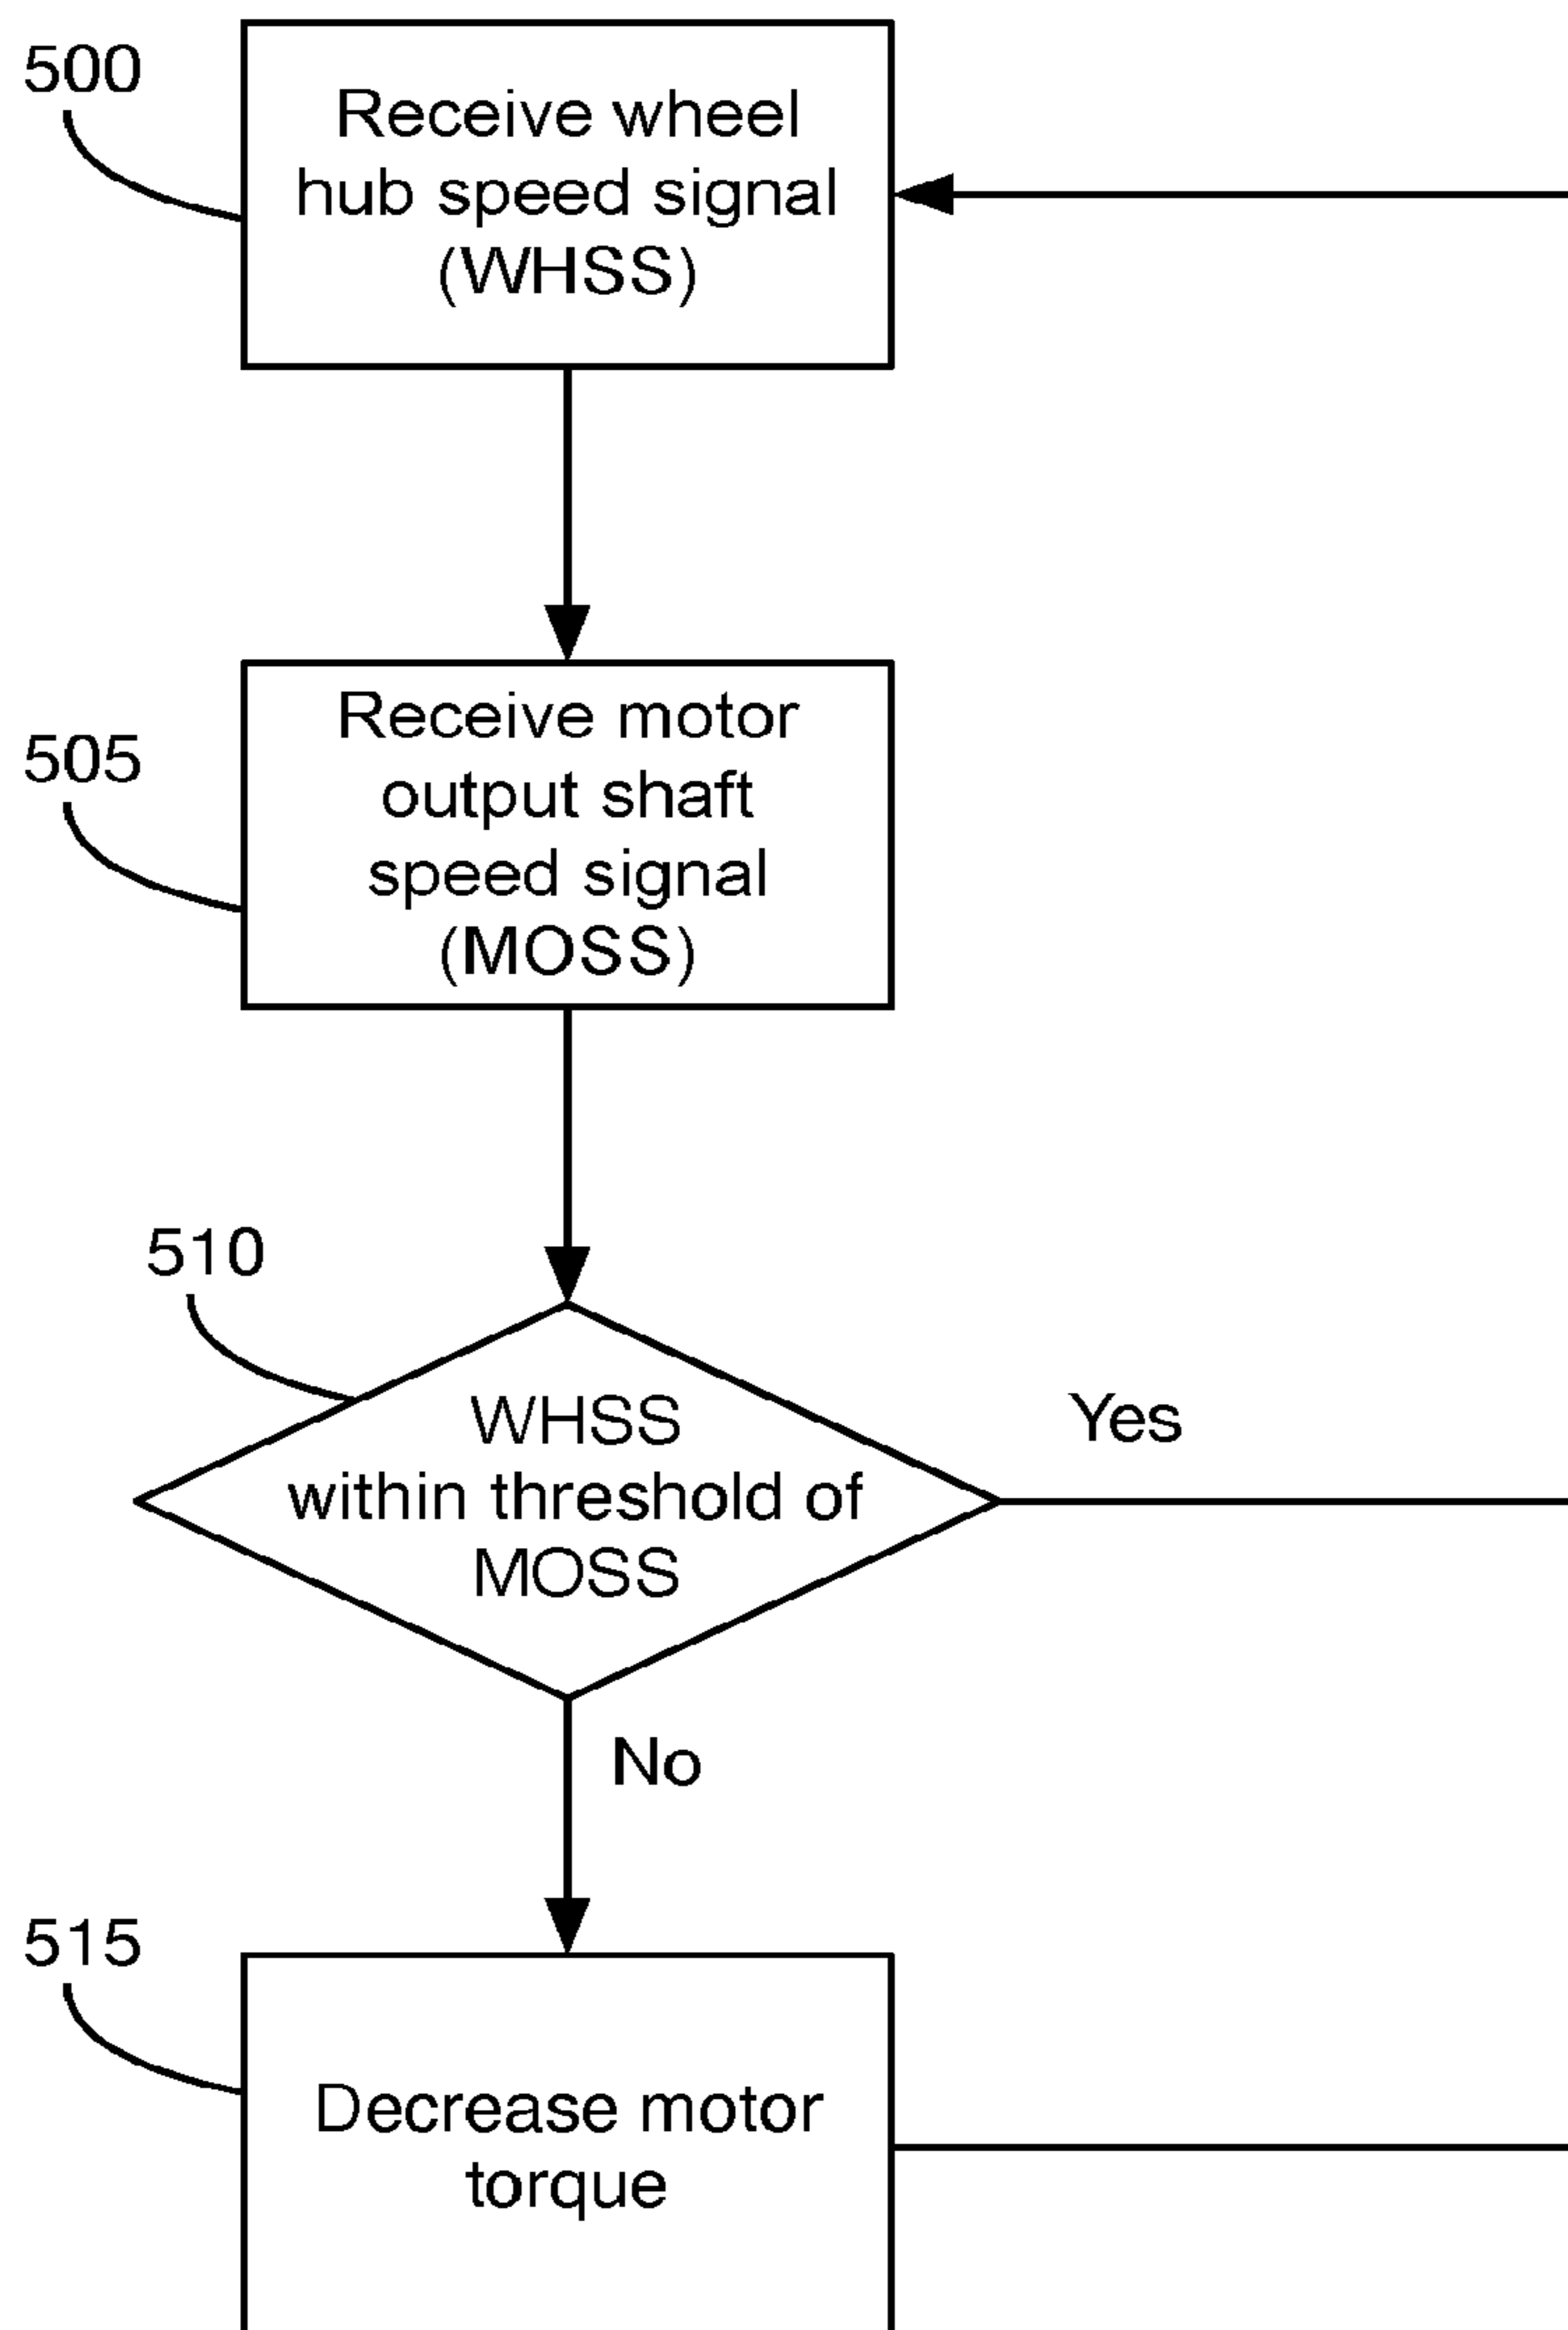 500
Receive wheel
hub speed signal
(WHSS)
505
Receive motor
output shaft
speed signal
(MOSS)
510
WHSS
within threshold of
MOSS
Yes
No
515
Decrease motor
torque